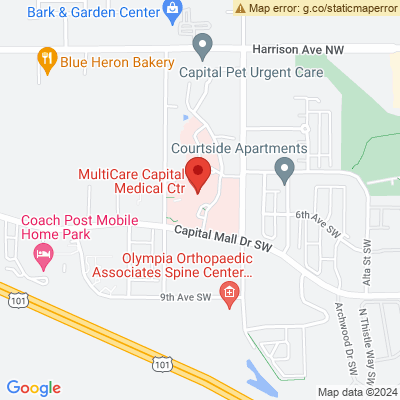 Bark & Garden Center
Map error: g.co/staticmaperror
Harrison Ave NW
Blue Heron Bakery
Capital Pet Urgent Care
Courtside Apartments
MultiCare Capital
Medical Ctr
6th Ave SW
Coach Post Mobile
Home Park
Capital Mall Dr SW
Alta St SW
Olympia Orthopaedic
Associates Spine Center...
101
9th Ave SW
101
101
Archwood Dr SW
N Thistle Way SW
Google
Map data ©2024